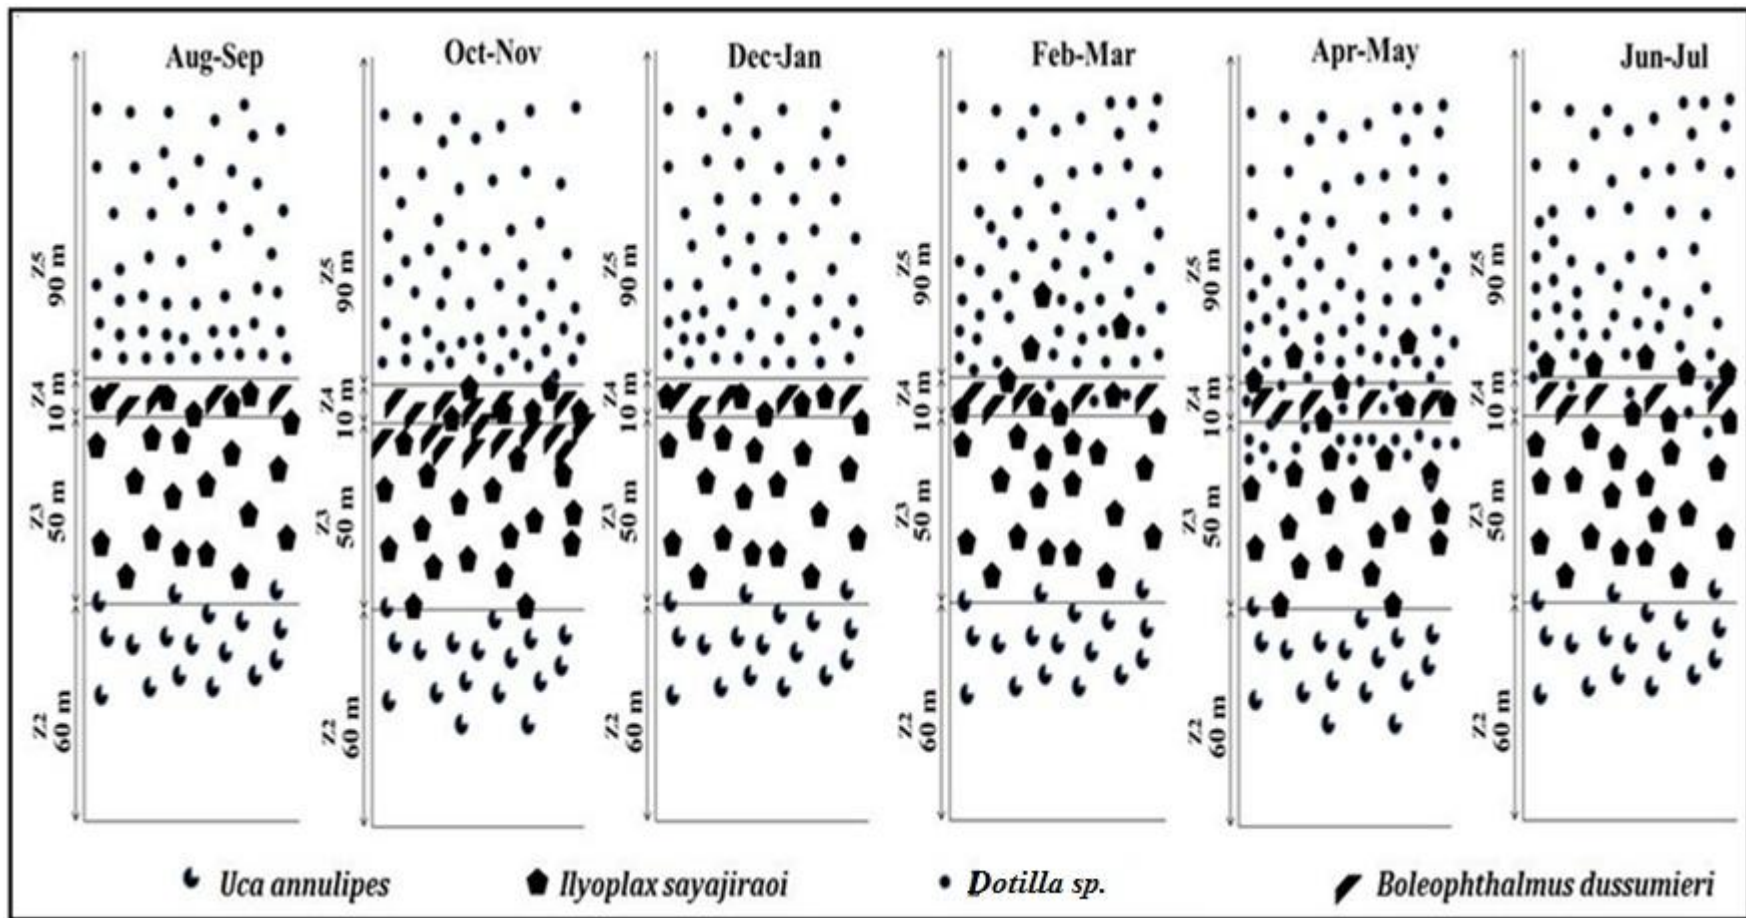 Aug-Sep
Oct-Nov
Dec-Jan
Feb-Mar
Apr-May
Jun-Jul
Z5
90 m
Z4
10 m
Z3
50 m
Z2
60 m
Z5
90 m
Z4
10 m
Z3
50 m
Z2
60 m
Z5
90 m
Z4
10 m
Z3
50 m
Z2
60 m
Z5
90 m
Z4
10 m
Z3
50 m
Z2
60 m
Z5
90 m
Z4
10 m
Z3
50 m
Z2
60 m
Z5
90 m
Z4
10 m
Z3
50 m
Z2
60 m
Uca annulipes
Ilyoplax sayajiraoi
Dotilla sp.
Boleophthalmus dussumieri